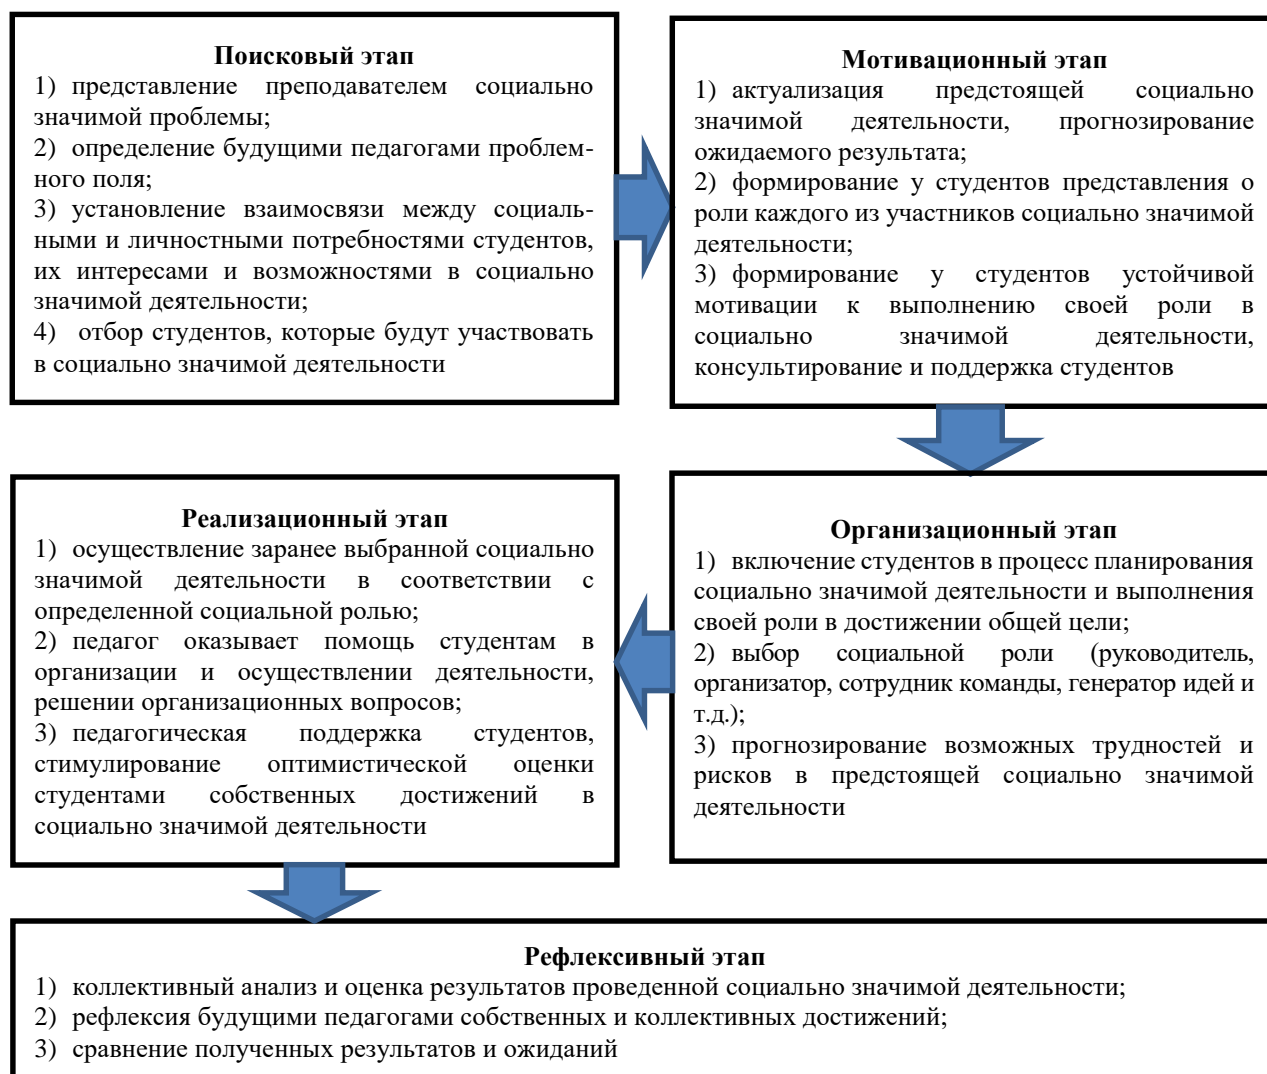 Поисковый этап
1) представление преподавателем социально
значимой проблемы;
2) определение будущими педагогами проблем-
ного поля;
3) установление взаимосвязи между социаль-
ными и личностными потребностями студентов,
их интересами и возможностями в социально
значимой деятельности;
4) отбор студентов, которые будут участвовать
в социально значимой деятельности
Мотивационный этап
1) актуализация предстоящей социально
значимой деятельности, прогнозирование
ожидаемого результата;
2) формирование у студентов представления о
роли каждого из участников социально значимой
деятельности;
3) формирование у студентов устойчивой
мотивации к выполнению своей роли в
социально значимой деятельности,
консультирование и поддержка студентов
Организационный этап
1) включение студентов в процесс планирования
социально значимой деятельности и выполнения
своей роли в достижении общей цели;
2) выбор социальной роли (руководитель,
организатор, сотрудник команды, генератор идей и
т.д.);
3) прогнозирование возможных трудностей и
рисков в предстоящей социально значимой
деятельности
Реализационный этап
1) осуществление заранее выбранной социально
значимой деятельности в соответствии с
определенной социальной ролью;
2) педагог оказывает помощь студентам в
организации и осуществлении деятельности,
решении организационных вопросов;
3) педагогическая поддержка студентов,
стимулирование оптимистической оценки
студентами собственных достижений в
социально значимой деятельности
Рефлексивный этап
1) коллективный анализ и оценка результатов проведенной социально значимой деятельности;
2) рефлексия будущими педагогами собственных и коллективных достижений;
3) сравнение полученных результатов и ожиданий